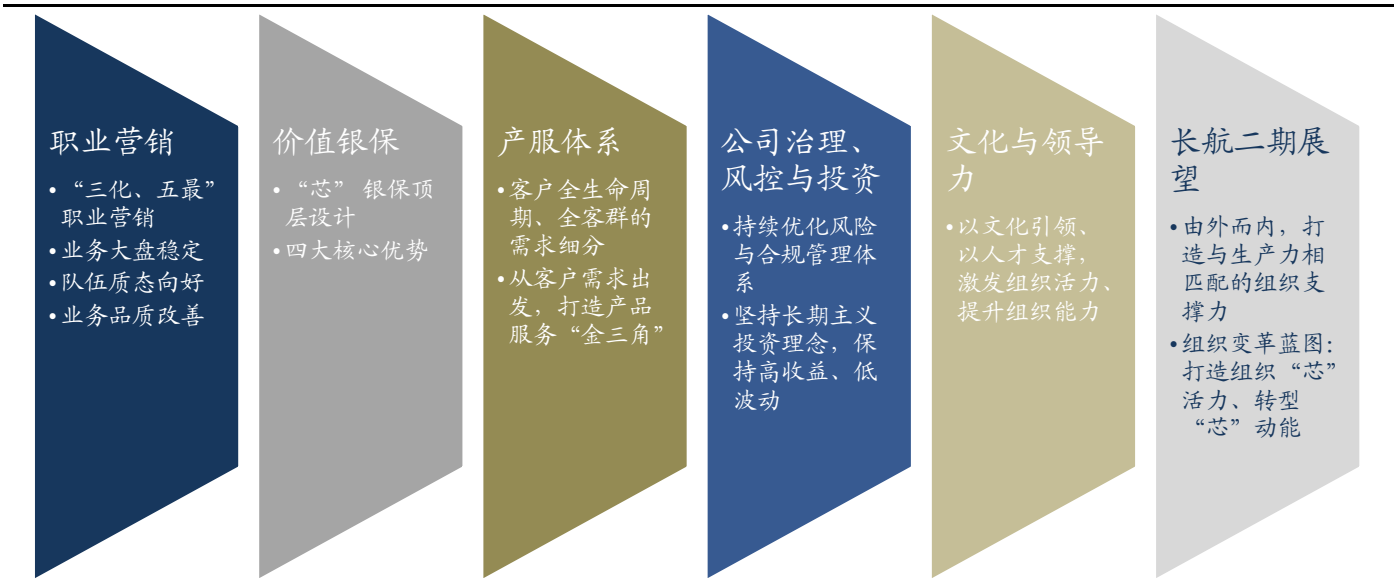 职业营销
• “三化、五最”
职业营销
• 业务大盘稳定
• 队伍质态向好
• 业务品质改善
价值银保
• “芯” 银保顶
层设计
• 四大核心优势
产服体系
• 客户全生命周
期、全客群的
需求细分
• 从客户需求出
发，打造产品
服务“金三角”
公司治理、
风控与投资
• 持续优化风险
与合规管理体
系
• 坚持长期主义
投资理念，保
持高收益、低
波动
文化与领导
力
• 以文化引领、
以人才支撑，
激发组织活力、
提升组织能力
长航二期展
望
• 由外而内，打
造与生产力相
匹配的组织支
撑力
• 组织变革蓝图：
打造组织“芯”
活力、转型
“芯”动能